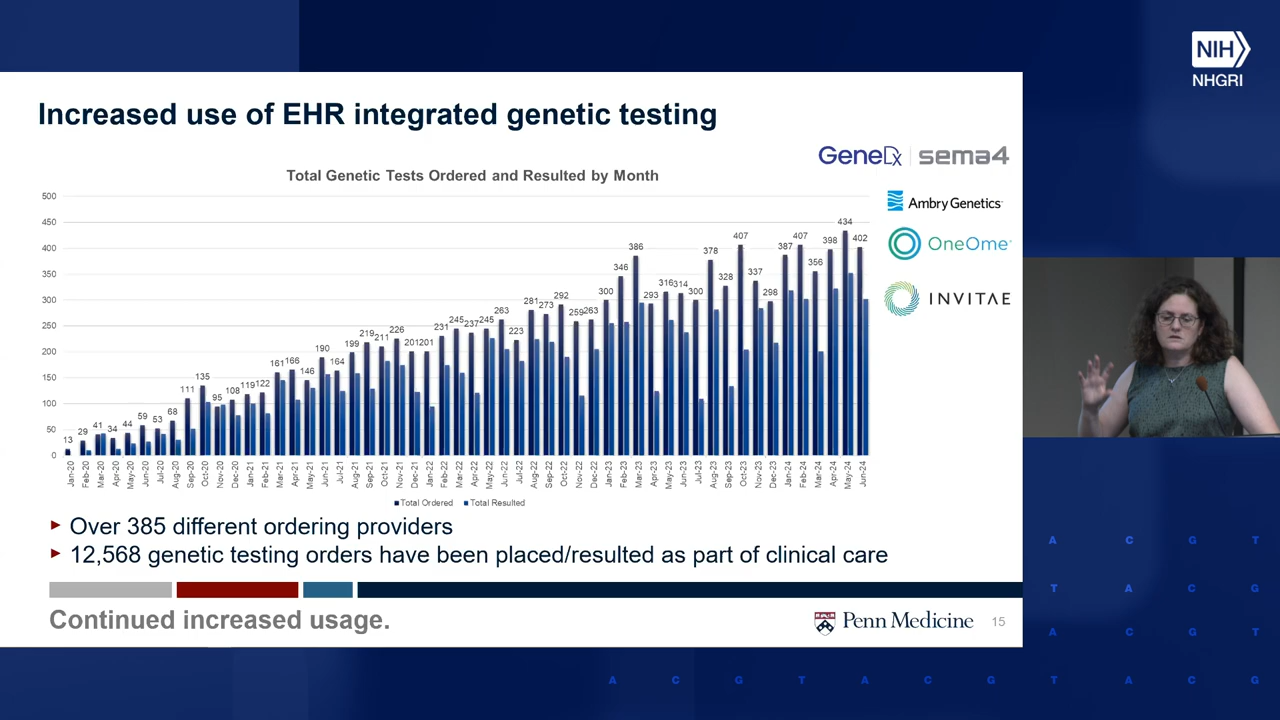 NIH
NHGRI
Increased use of EHR integrated genetic testing
GeneDx | sema4
Total Genetic Tests Ordered and Resulted by Month
Ambry Genetics
OneOme
INVITAE
500
450
400
350
300
250
200
150
100
50
0
13 29 41 34 44 59 53 68 111 135 95 108 119 122 161 166 146 190 164 199 219 211 226 201 201 231 245 237 245 263 223 281 273 292 259 263 300 346 386 293 316 314 300 378 328 407 337 298 387 407 356 398 434 402
Jan-20 Feb-20 Mar-20 Apr-20 May-20 Jun-20 Jul-20 Aug-20 Sep-20 Oct-20 Nov-20 Dec-20 Jan-21 Feb-21 Mar-21 Apr-21 May-21 Jun-21 Jul-21 Aug-21 Sep-21 Oct-21 Nov-21 Dec-21 Jan-22 Feb-22 Mar-22 Apr-22 May-22 Jun-22 Jul-22 Aug-22 Sep-22 Oct-22 Nov-22 Dec-22 Jan-23 Feb-23 Mar-23 Apr-23 May-23 Jun-23 Jul-23 Aug-23 Sep-23 Oct-23 Nov-23 Dec-23 Jan-24 Feb-24 Mar-24 Apr-24 May-24 Jun-24
Total Ordered Total Resulted
Over 385 different ordering providers
12,568 genetic testing orders have been placed/resulted as part of clinical care
Continued increased usage.
Penn Medicine
15
A C G T
T A C G
A C G T
A C G T A C G T A C G